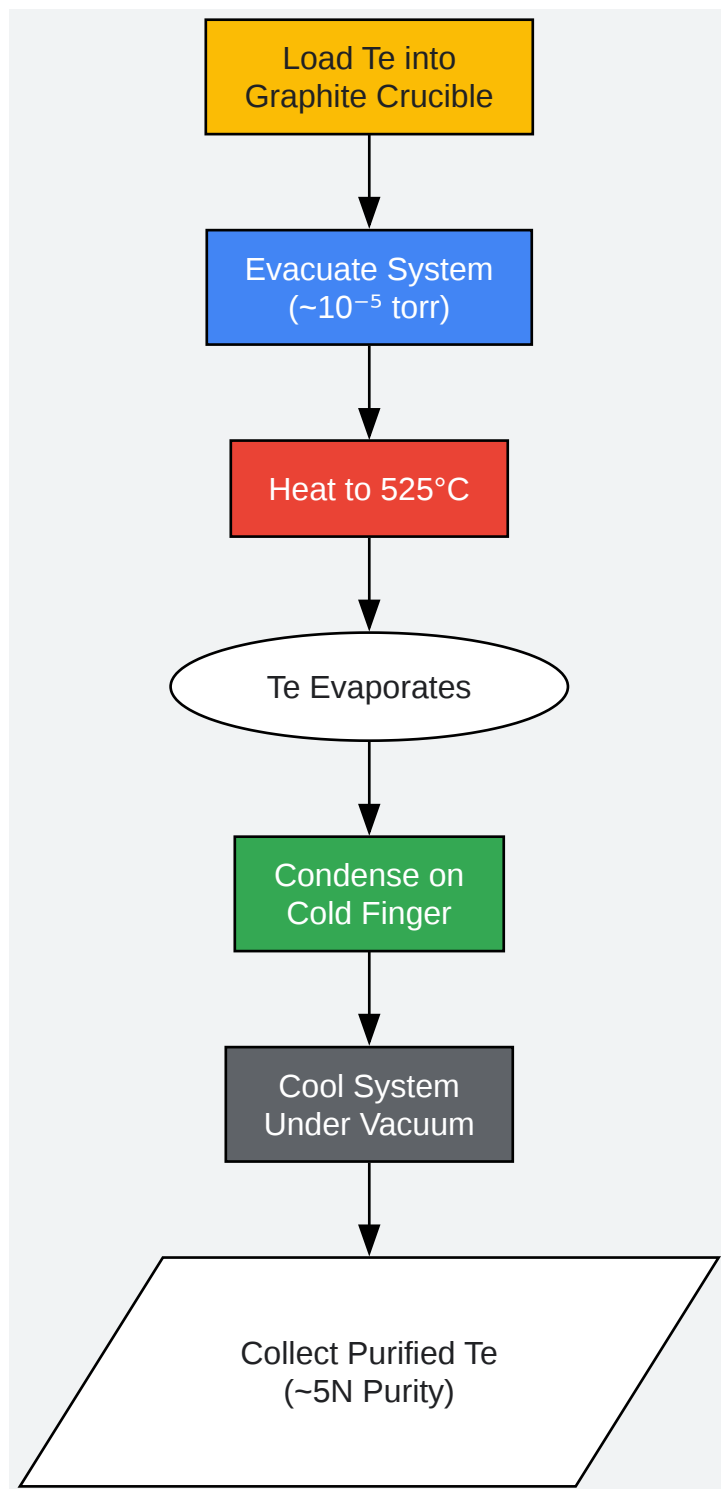 Load Te into
Graphite Crucible
Evacuate System
(~10⁻⁵ torr)
Heat to 525°C
Te Evaporates
Condense on
Cold Finger
Cool System
Under Vacuum
Collect Purified Te
(~5N Purity)